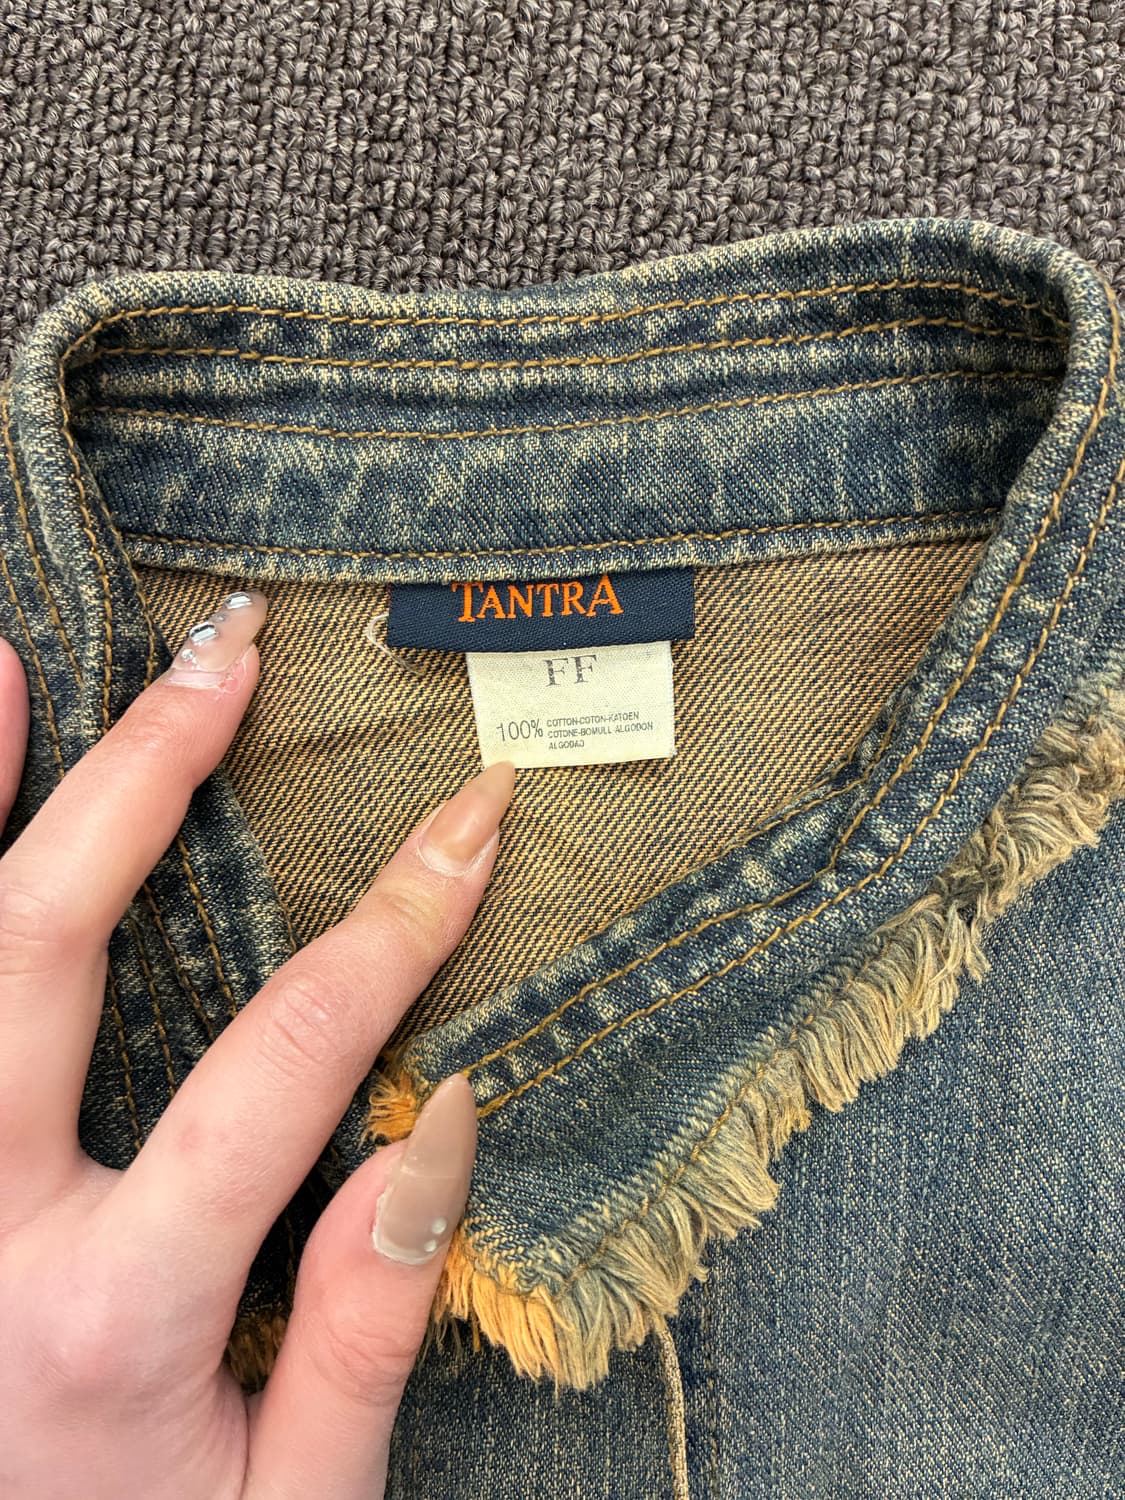 TANTRA
FF
100% COTTON-COTON-KATOEN
COTONE-BOMULL ALGODON
ALGODAO